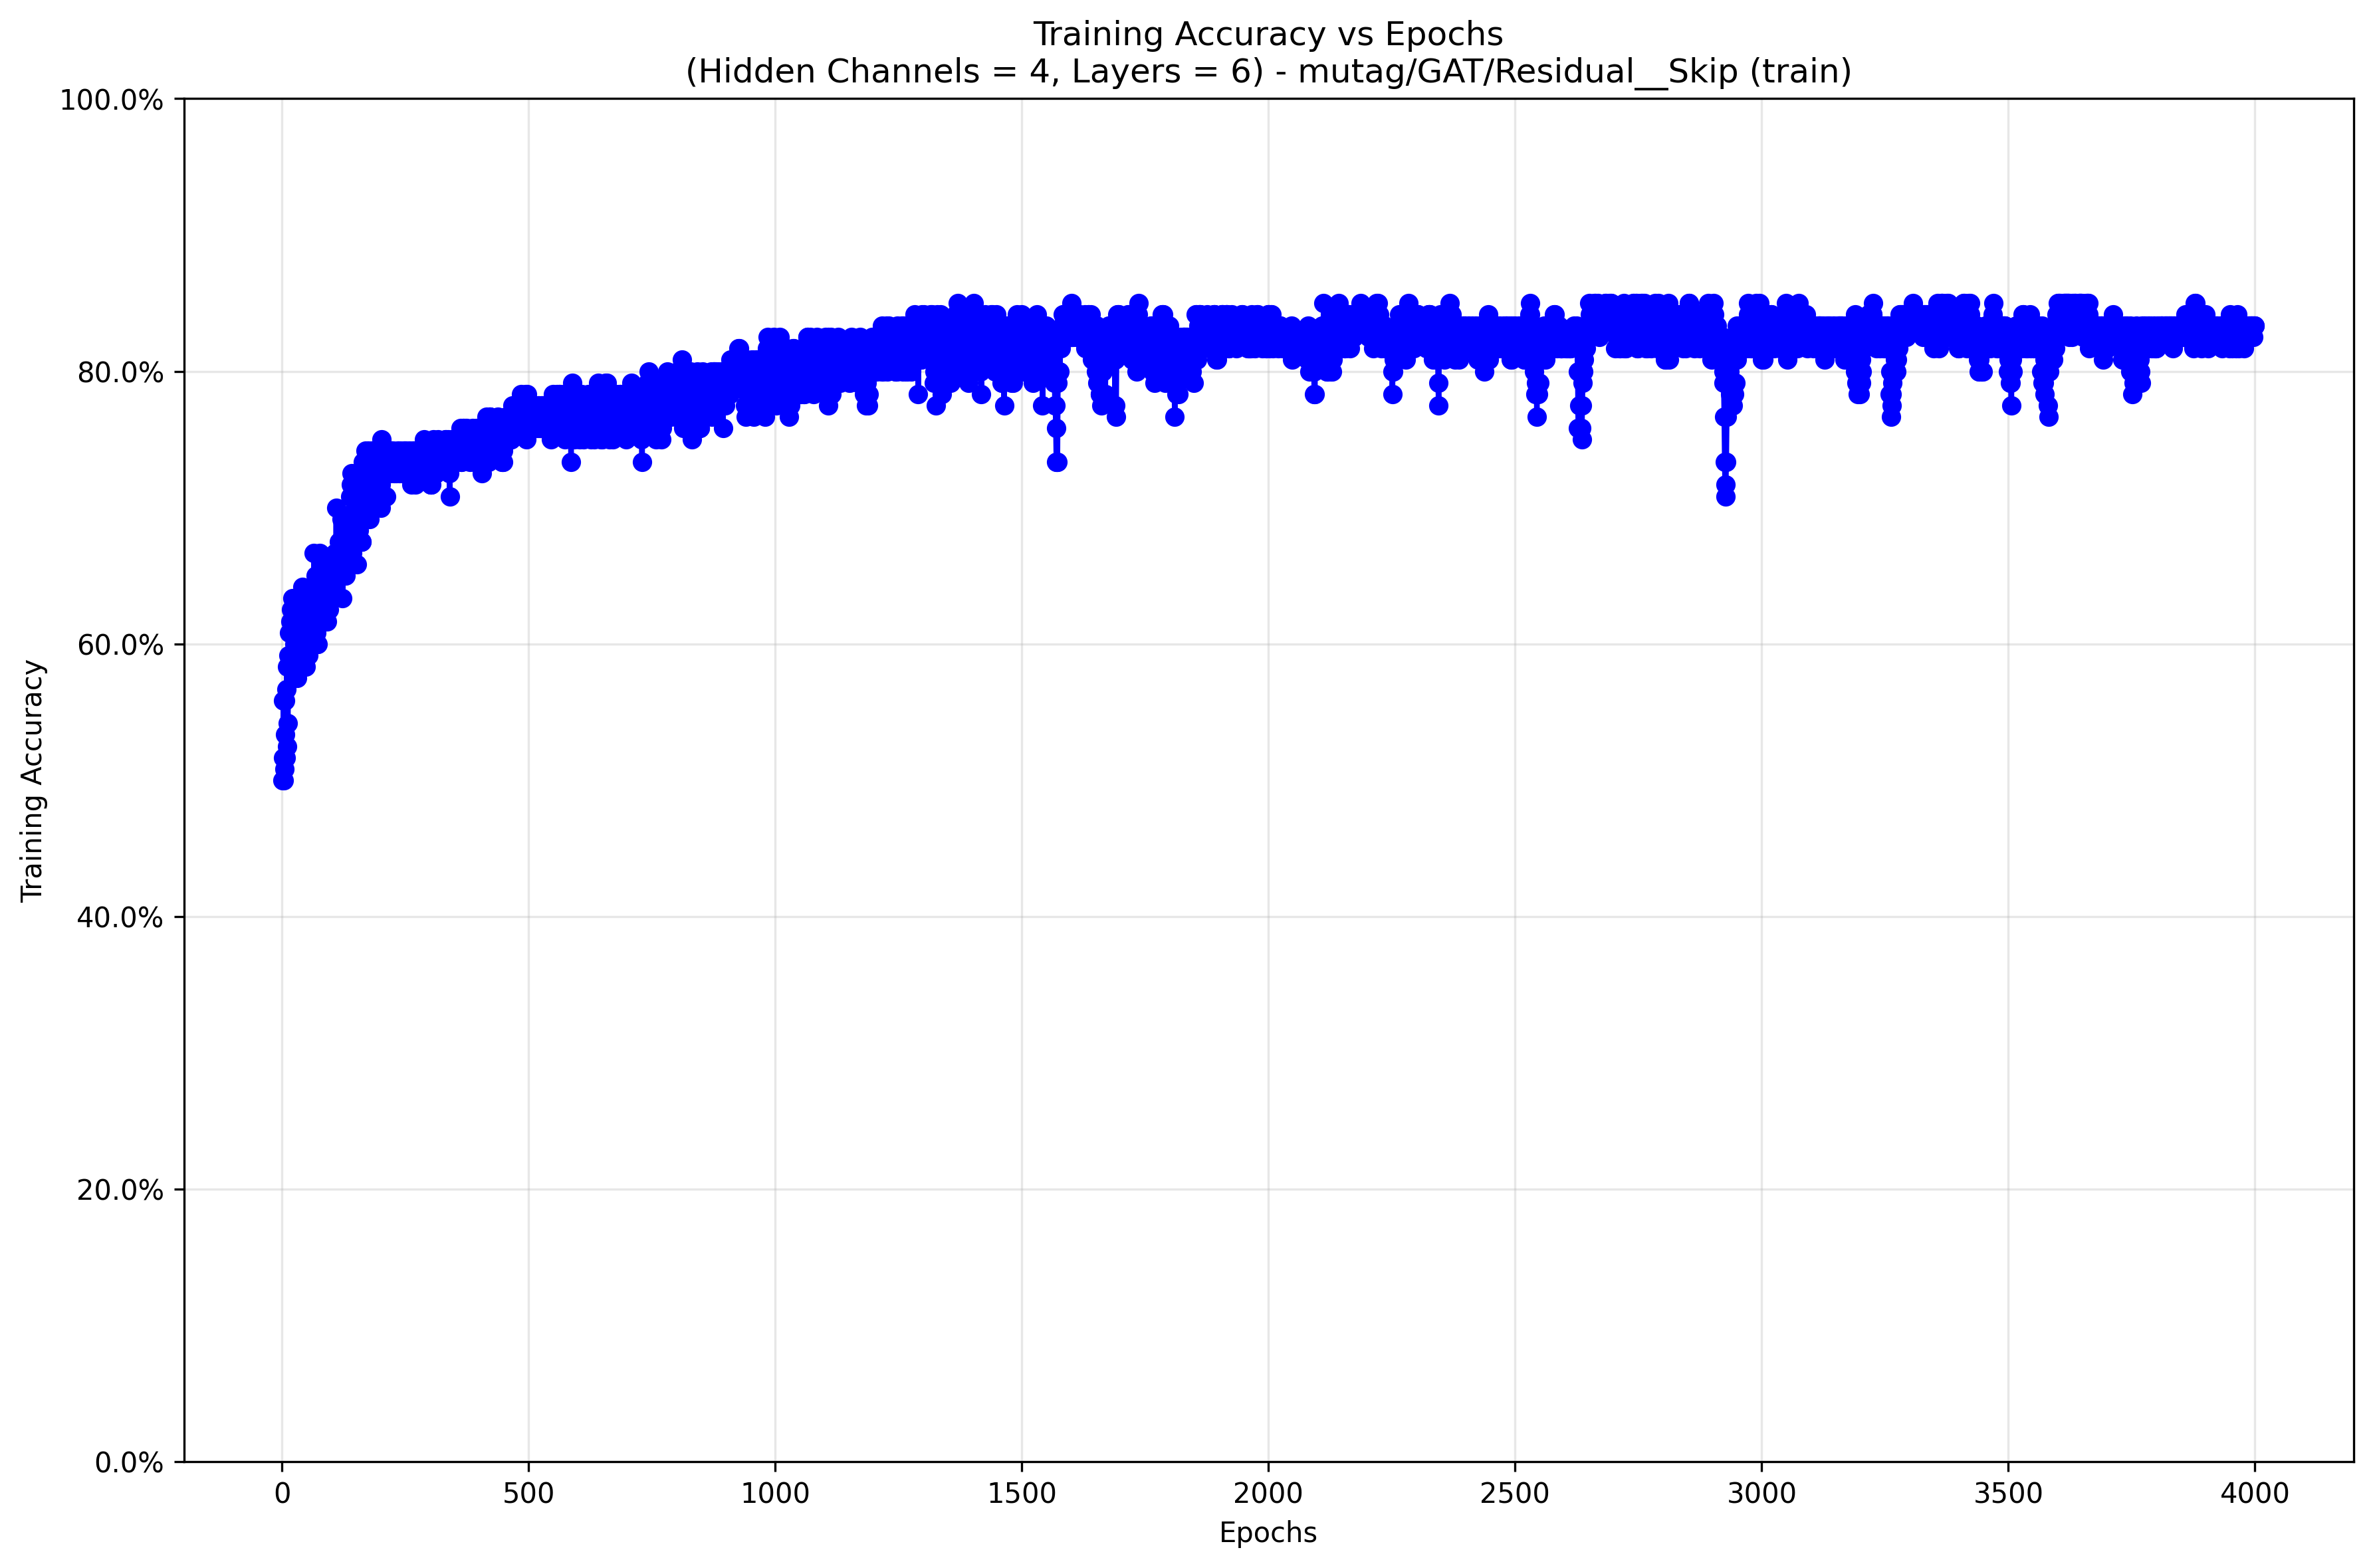 Training Accuracy vs Epochs
(Hidden Channels = 4, Layers = 6) - mutag/GAT/Residual__Skip (train)
100.0%
80.0%
60.0%
40.0%
20.0%
0.0%
Training Accuracy
0 500 1000 1500 2000 2500 3000 3500 4000
Epochs